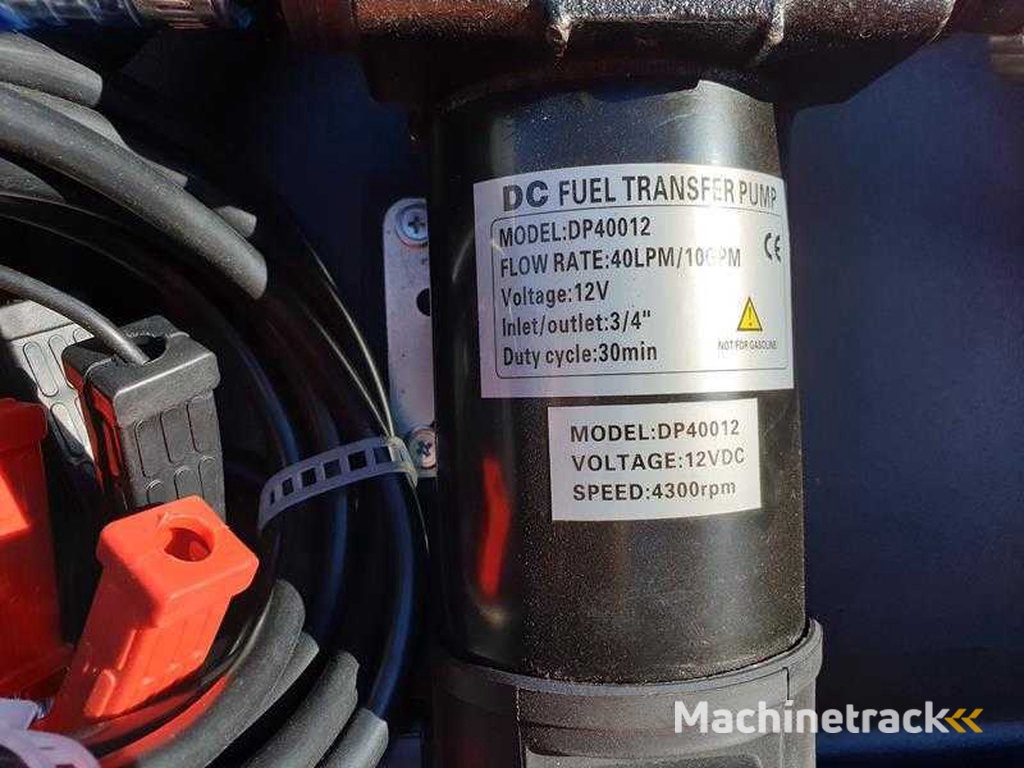 DC FUEL TRANSFER PUMP
MODEL:DP40012
FLOW RATE:40LPM/10GPM
CE
Voltage:12V
Inlet/outlet:3/4"
Duty cycle:30min
NOT FOR GASOLINE
MODEL:DP40012
VOLTAGE:12VDC
SPEED:4300rpm
Machinetrack